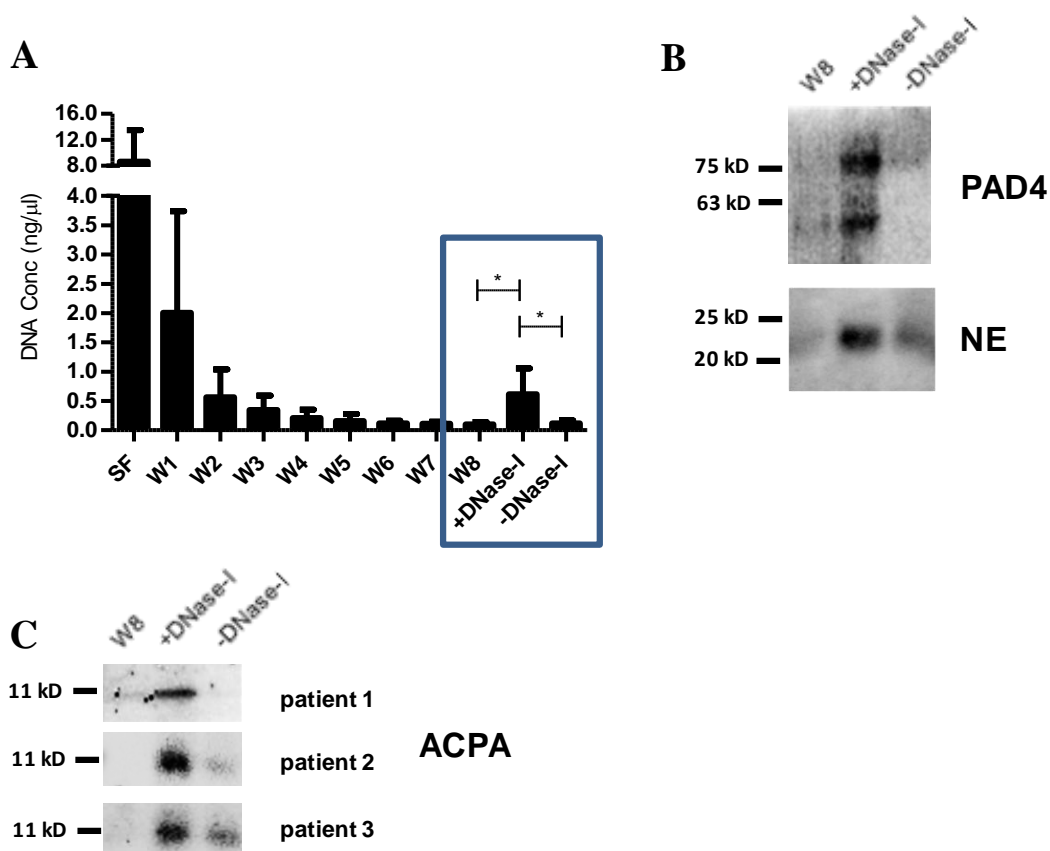 A
DNA Conc (ng/µl)
16.0
12.0
8.0
4.0
3.5
3.0
2.5
2.0
1.5
1.0
0.5
0.0
* 
*
SF W1 W2 W3 W4 W5 W6 W7 W8 +DNase-I -DNase-I
B
W8 +DNase-I -DNase-I
75 kD
63 kD
PAD4
25 kD
20 kD
NE
C
W8 +DNase-I -DNase-I
11 kD patient 1
11 kD patient 2
ACPA
11 kD patient 3